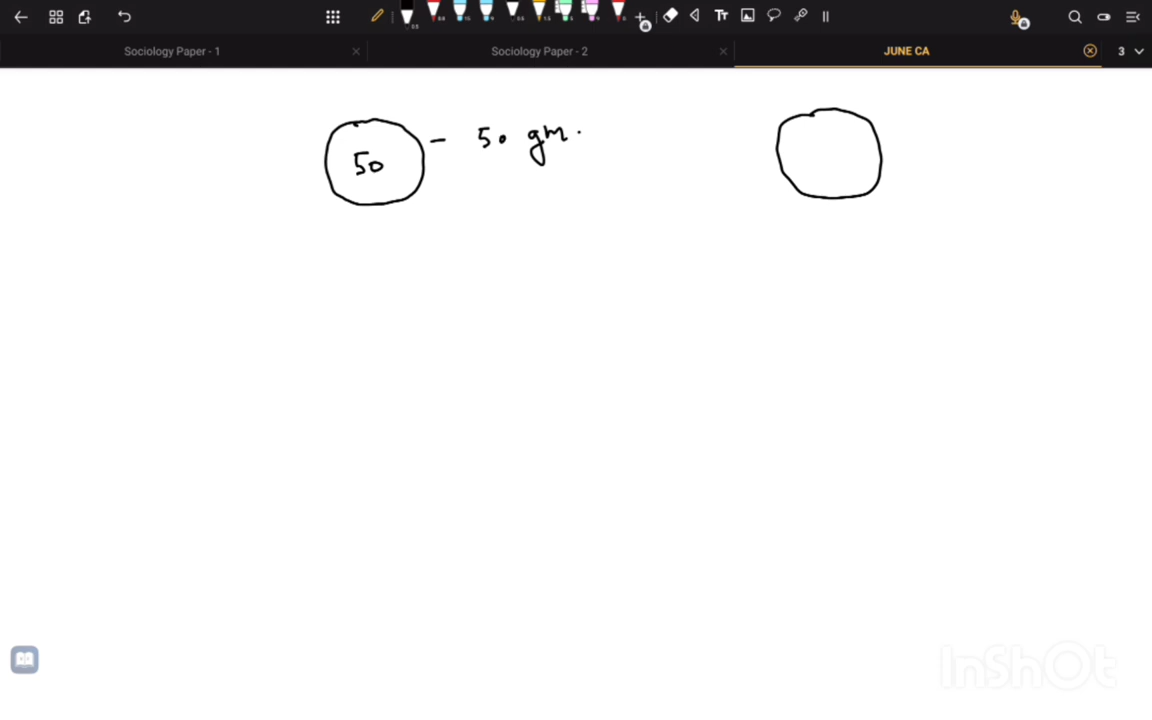 Sociology Paper - 1
Sociology Paper - 2
JUNE CA
3
50 - 50 gm.
InShOt